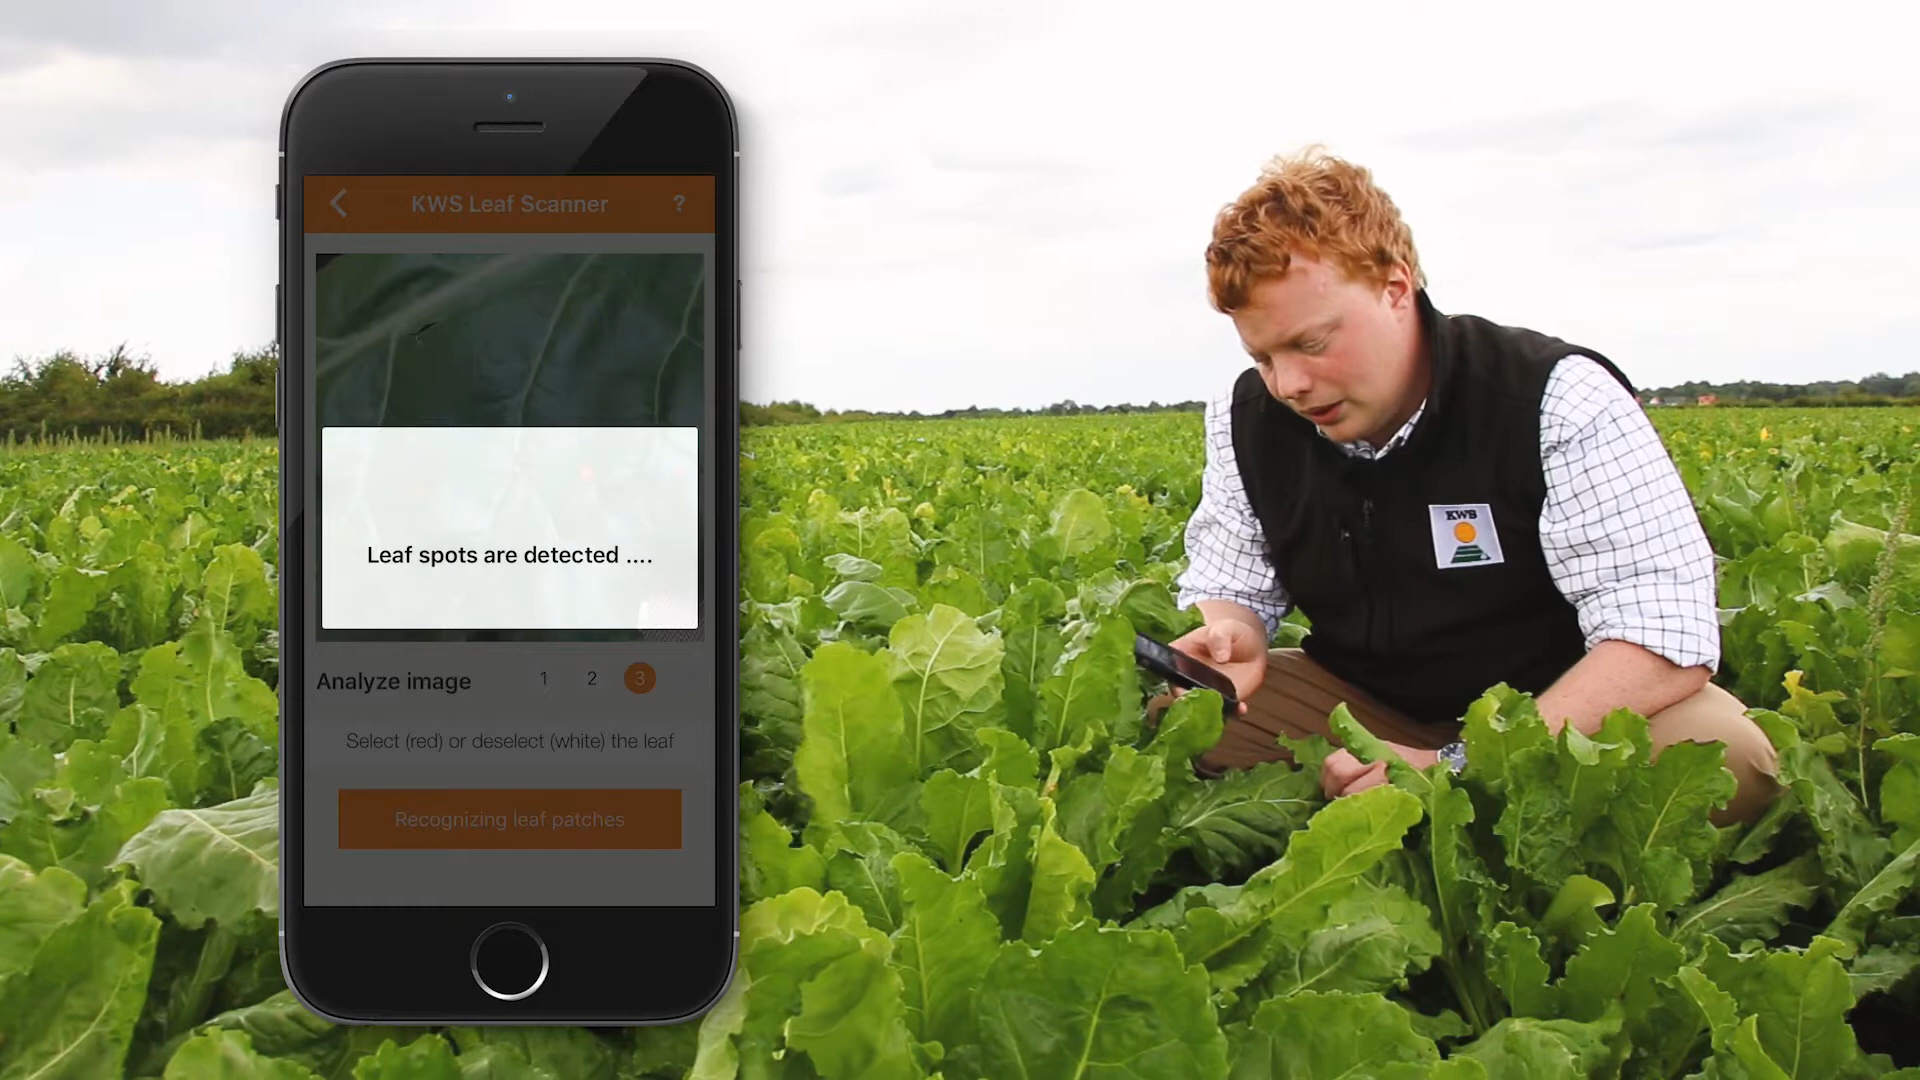 KWS Leaf Scanner ?
Leaf spots are detected ....
Analyze image 1 2 3
Select (red) or deselect (white) the leaf
Recognizing leaf patches
KWS